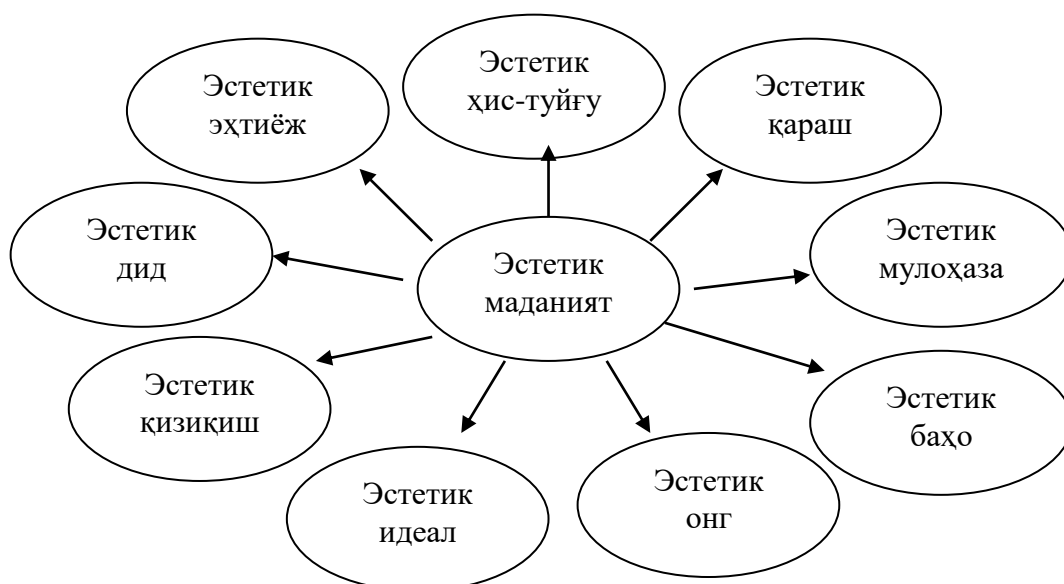 Эстетик
эҳтиёж
Эстетик
ҳис-туйғу
Эстетик
қараш
Эстетик
дид
Эстетик
маданият
Эстетик
мулоҳаза
Эстетик
қизиқиш
Эстетик
баҳо
Эстетик
идеал
Эстетик
онг